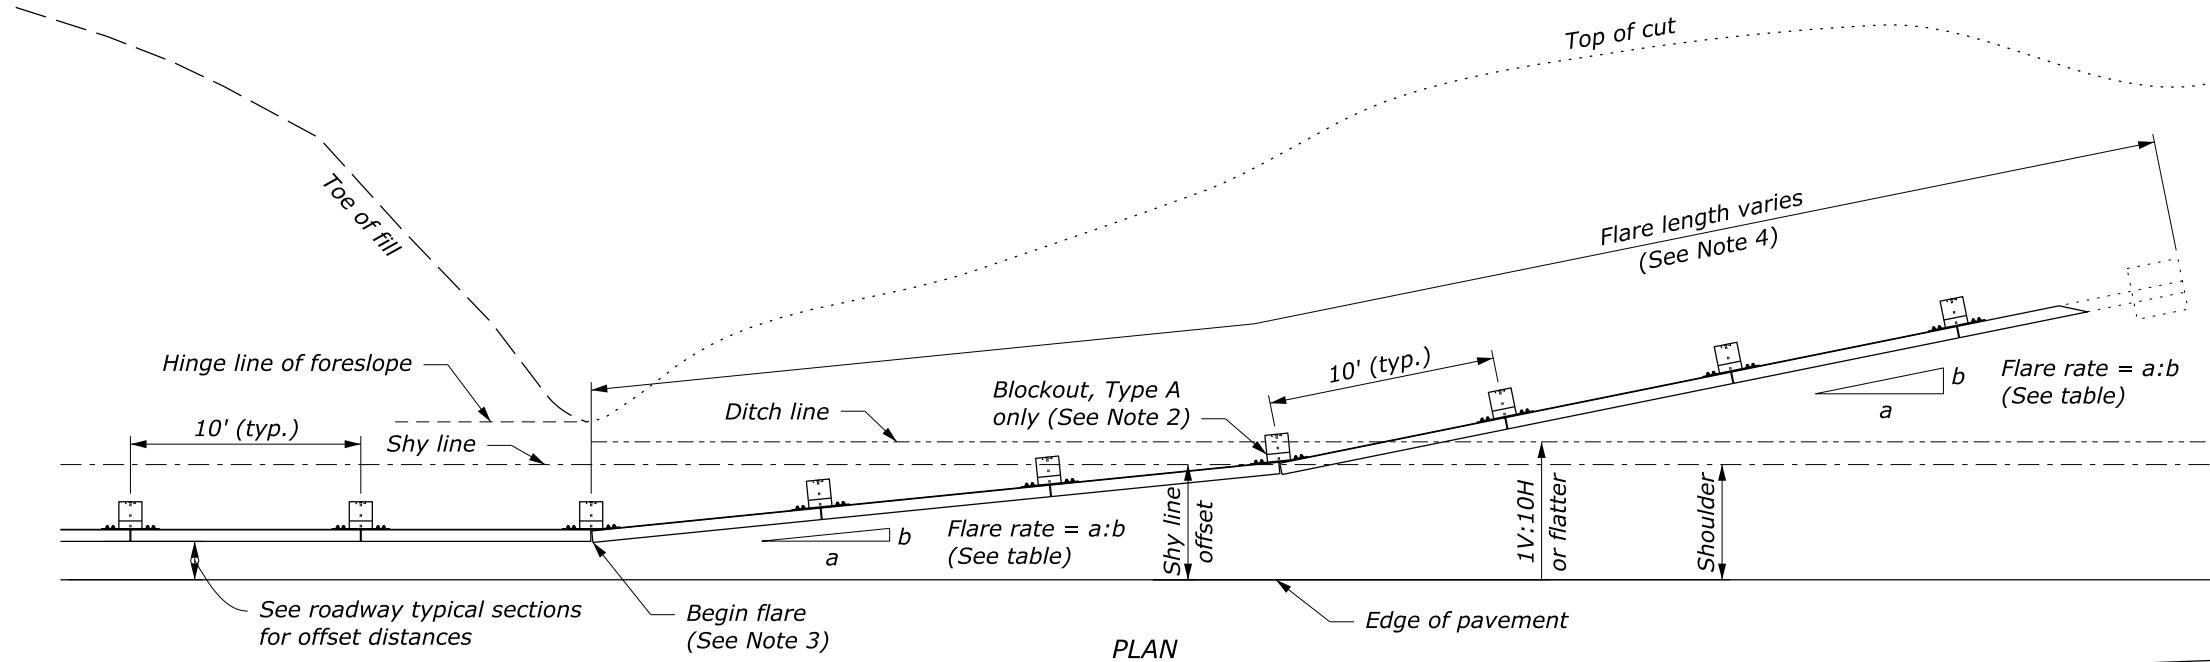 Top of cut
Toe of fill
Flare length varies
(See Note 4)
Hinge line of foreslope
10' (typ.)
Shy line
Ditch line
Blockout, Type A
only (See Note 2)
10' (typ.)
b
a
Flare rate = a:b
(See table)
b
a
Flare rate = a:b
(See table)
Shy line
offset
1V:10H
or flatter
Shoulder
See roadway typical sections
for offset distances
Begin flare
(See Note 3)
Edge of pavement
PLAN